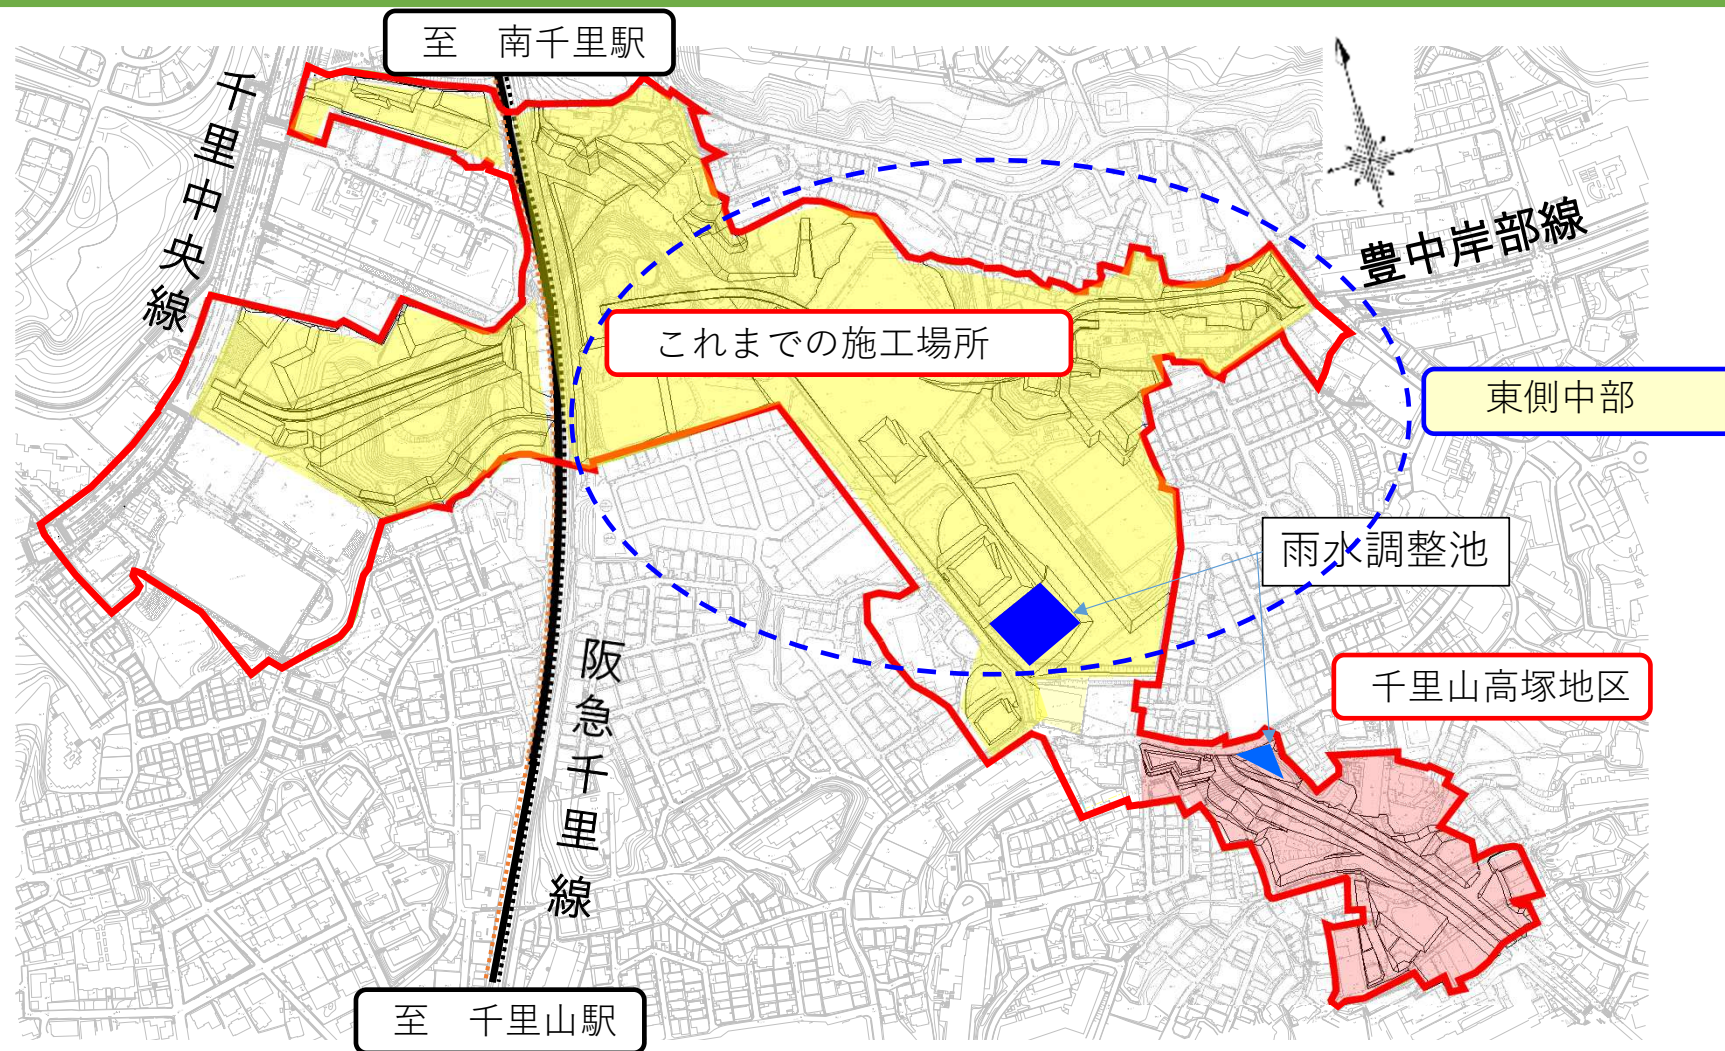 至　南千里駅
千里中央線
豊中岸部線
これまでの施工場所
東側中部
雨水調整池
千里山高塚地区
阪急千里線
至　千里山駅